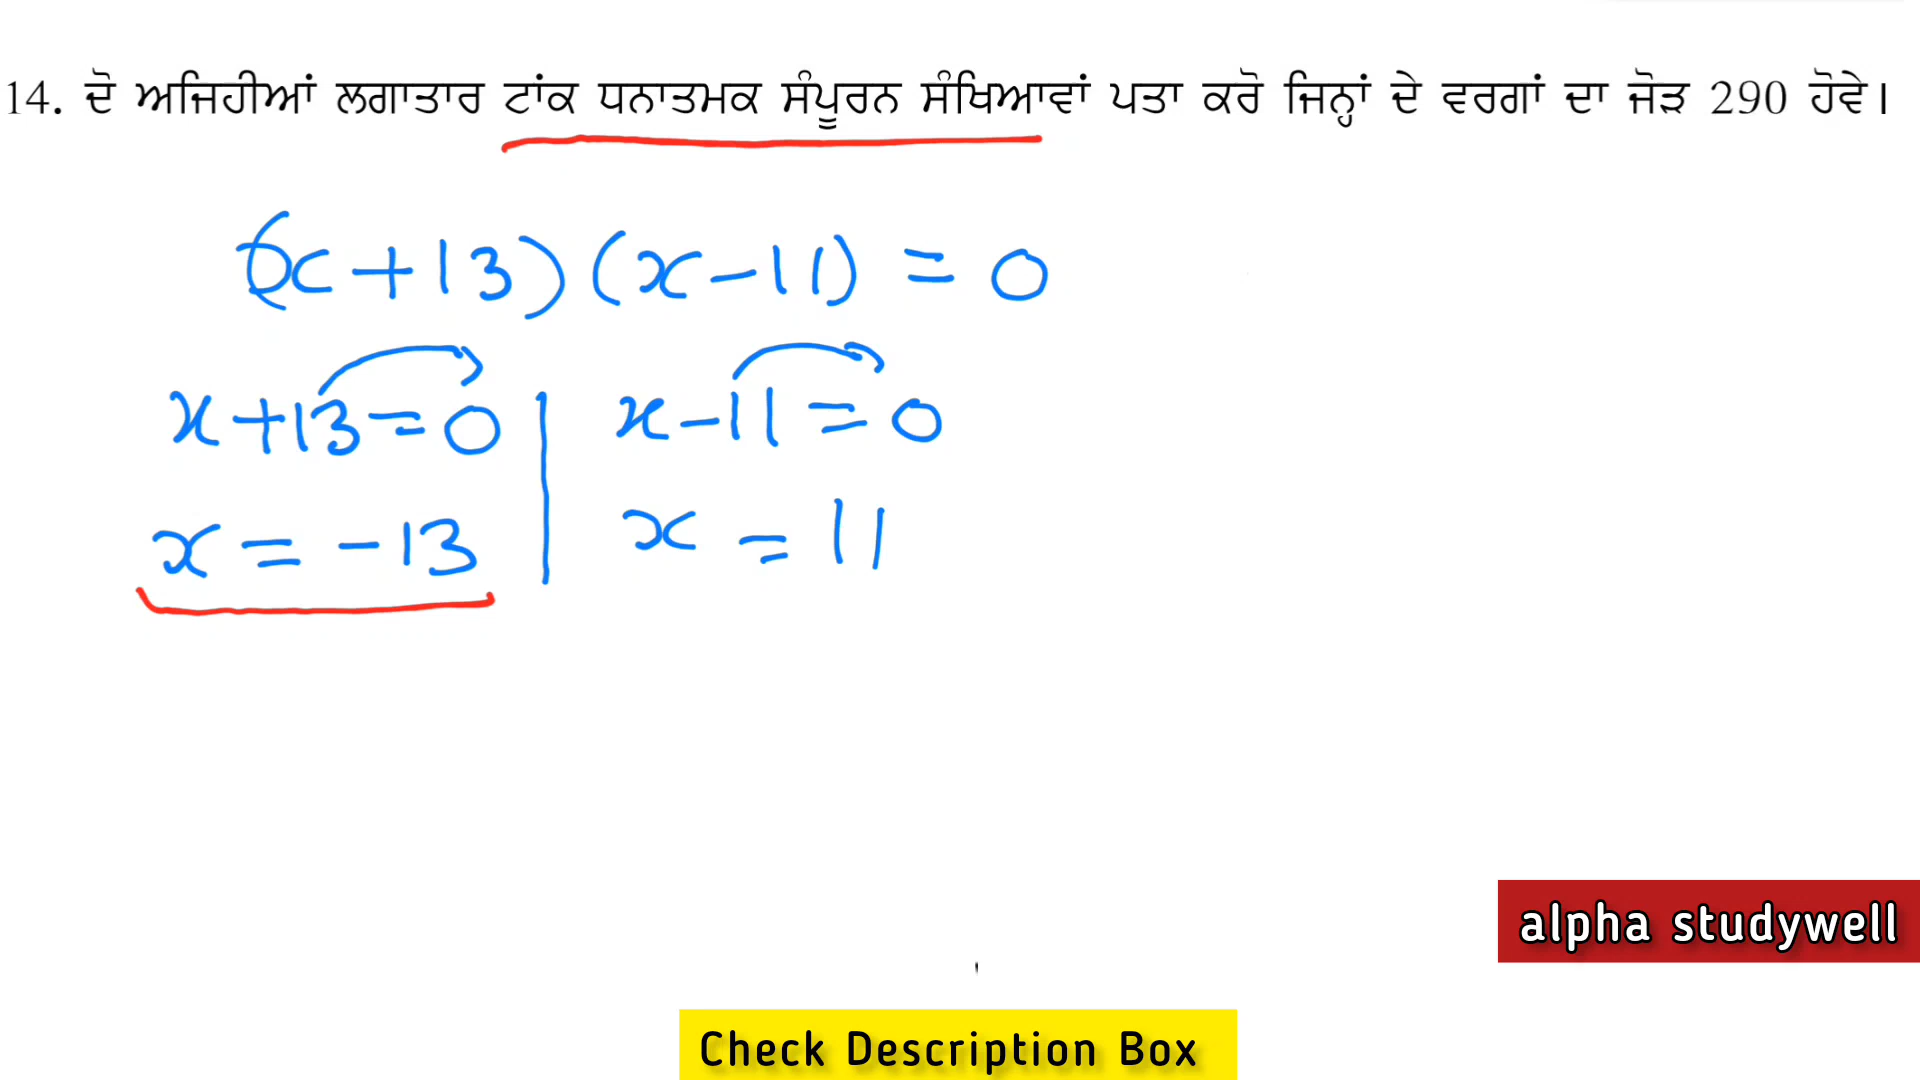 14. ਦੋ ਅਜਿਹੀਆਂ ਲਗਾਤਾਰ ਟਾਂਕ ਧਨਾਤਮਕ ਸੰਪੂਰਨ ਸੰਖਿਆਵਾਂ ਪਤਾ ਕਰੋ ਜਿਨ੍ਹਾਂ ਦੇ ਵਰਗਾਂ ਦਾ ਜੋੜ 290 ਹੋਵੇ।
(x+13)(x-11) = 0
x+13=0 | x-11=0
x = -13 | x = 11
alpha studywell
Check Description Box